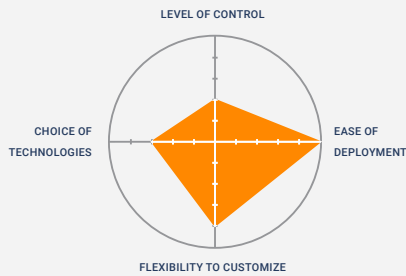 LEVEL OF CONTROL
CHOICE OF
TECHNOLOGIES
EASE OF
DEPLOYMENT
FLEXIBILITY TO CUSTOMIZE